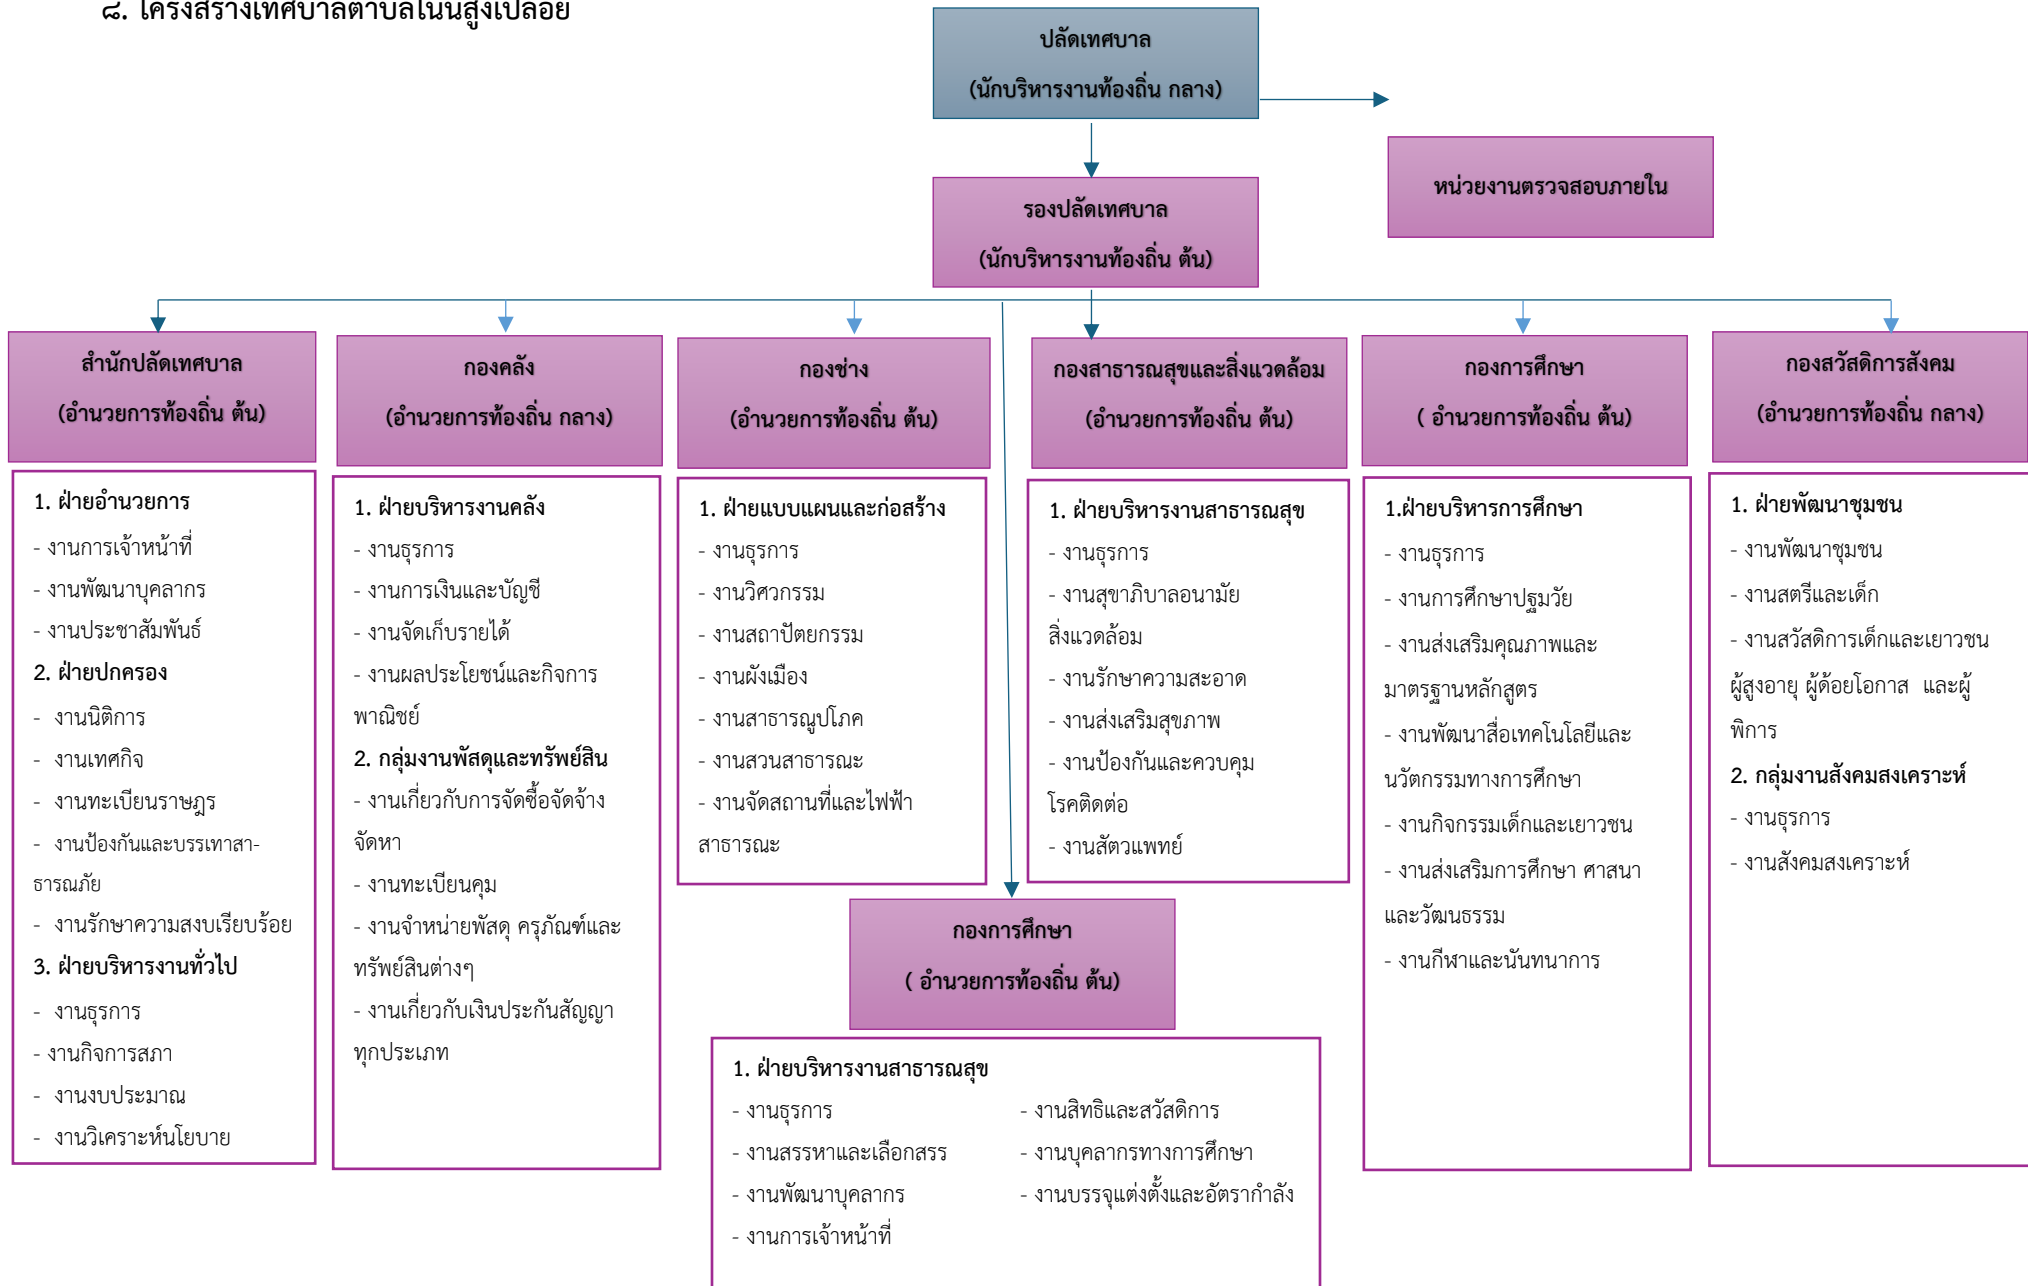 ๘. โครงสร้างเทศบาลตำบลโนนสูงเปลือย
ปลัดเทศบาล
(นักบริหารงานท้องถิ่น กลาง)
หน่วยงานตรวจสอบภายใน
รองปลัดเทศบาล
(นักบริหารงานท้องถิ่น ต้น)
สำนักปลัดเทศบาล
(อำนวยการท้องถิ่น ต้น)
กองคลัง
(อำนวยการท้องถิ่น กลาง)
กองช่าง
(อำนวยการท้องถิ่น ต้น)
กองสาธารณสุขและสิ่งแวดล้อม
(อำนวยการท้องถิ่น ต้น)
กองการศึกษา
( อำนวยการท้องถิ่น ต้น)
กองสวัสดิการสังคม
(อำนวยการท้องถิ่น กลาง)
1. ฝ่ายอำนวยการ
- งานการเจ้าหน้าที่
- งานพัฒนาบุคลากร
- งานประชาสัมพันธ์
2. ฝ่ายปกครอง
- งานนิติการ
- งานเทศกิจ
- งานทะเบียนราษฎร
- งานป้องกันและบรรเทาสา-
ธารณภัย
- งานรักษาความสงบเรียบร้อย
3. ฝ่ายบริหารงานทั่วไป
- งานธุรการ
- งานกิจการสภา
- งานงบประมาณ
- งานวิเคราะห์นโยบาย
1. ฝ่ายบริหารงานคลัง
- งานธุรการ
- งานการเงินและบัญชี
- งานจัดเก็บรายได้
- งานผลประโยชน์และกิจการ
พาณิชย์
2. กลุ่มงานพัสดุและทรัพย์สิน
- งานเกี่ยวกับการจัดซื้อจัดจ้าง
จัดหา
- งานทะเบียนคุม
- งานจำหน่ายพัสดุ ครุภัณฑ์และ
ทรัพย์สินต่างๆ
- งานเกี่ยวกับเงินประกันสัญญา
ทุกประเภท
1. ฝ่ายแบบแผนและก่อสร้าง
- งานธุรการ
- งานวิศวกรรม
- งานสถาปัตยกรรม
- งานผังเมือง
- งานสาธารณูปโภค
- งานสวนสาธารณะ
- งานจัดสถานที่และไฟฟ้า
สาธารณะ
1. ฝ่ายบริหารงานสาธารณสุข
- งานธุรการ
- งานสุขาภิบาลอนามัย
สิ่งแวดล้อม
- งานรักษาความสะอาด
- งานส่งเสริมสุขภาพ
- งานป้องกันและควบคุม
โรคติดต่อ
- งานสัตวแพทย์
1.ฝ่ายบริหารการศึกษา
- งานธุรการ
- งานการศึกษาปฐมวัย
- งานส่งเสริมคุณภาพและ
มาตรฐานหลักสูตร
- งานพัฒนาสื่อเทคโนโลยีและ
นวัตกรรมทางการศึกษา
- งานกิจกรรมเด็กและเยาวชน
- งานส่งเสริมการศึกษา ศาสนา
และวัฒนธรรม
- งานกีฬาและนันทนาการ
1. ฝ่ายพัฒนาชุมชน
- งานพัฒนาชุมชน
- งานสตรีและเด็ก
- งานสวัสดิการเด็กและเยาวชน
ผู้สูงอายุ ผู้ด้อยโอกาส และผู้
พิการ
2. กลุ่มงานสังคมสงเคราะห์
- งานธุรการ
- งานสังคมสงเคราะห์
กองการศึกษา
( อำนวยการท้องถิ่น ต้น)
1. ฝ่ายบริหารงานสาธารณสุข
- งานธุรการ
- งานสรรหาและเลือกสรร
- งานพัฒนาบุคลากร
- งานการเจ้าหน้าที่
- งานสิทธิและสวัสดิการ
- งานบุคลากรทางการศึกษา
- งานบรรจุแต่งตั้งและอัตรากำลัง